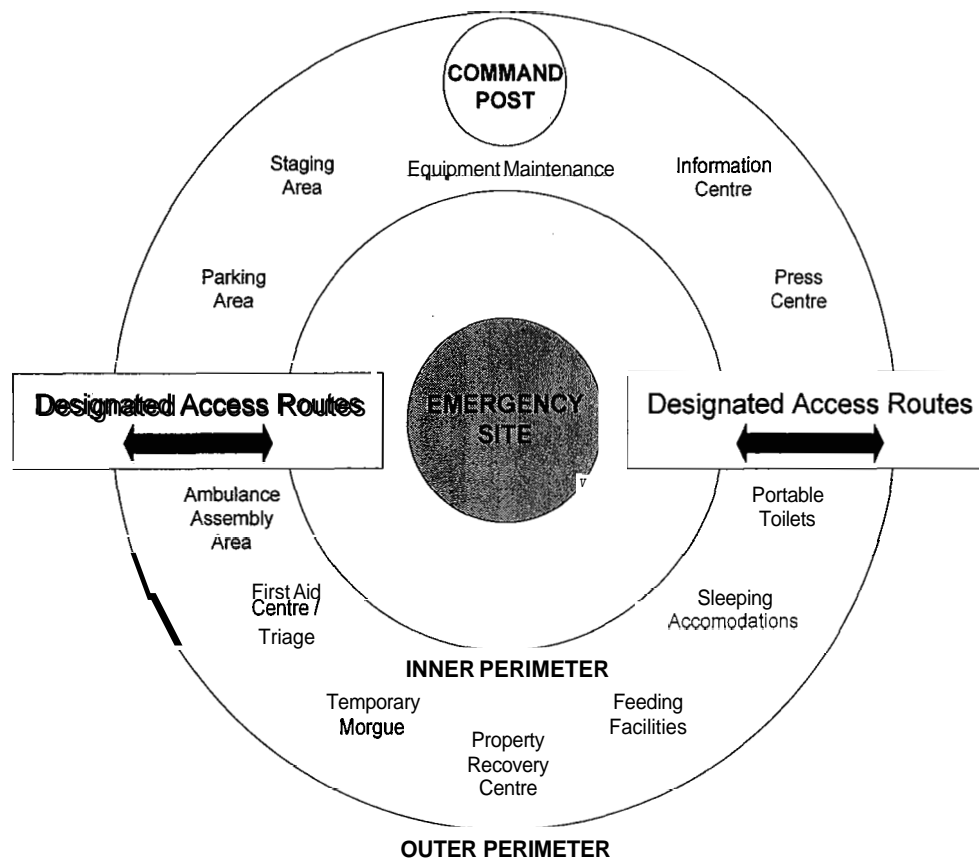 COMMAND
POST
Staging
Area
Equipment Maintenance
Information
Centre
Parking
Area
Press
Centre
Designated Access Routes
EMERGENCY
SITE
Designated Access Routes
Ambulance
Assembly
Area
Portable
Toilets
First Aid
Centre /
Triage
Sleeping
Accomodations
INNER PERIMETER
Temporary
Morgue
Feeding
Facilities
Property
Recovery
Centre
OUTER PERIMETER